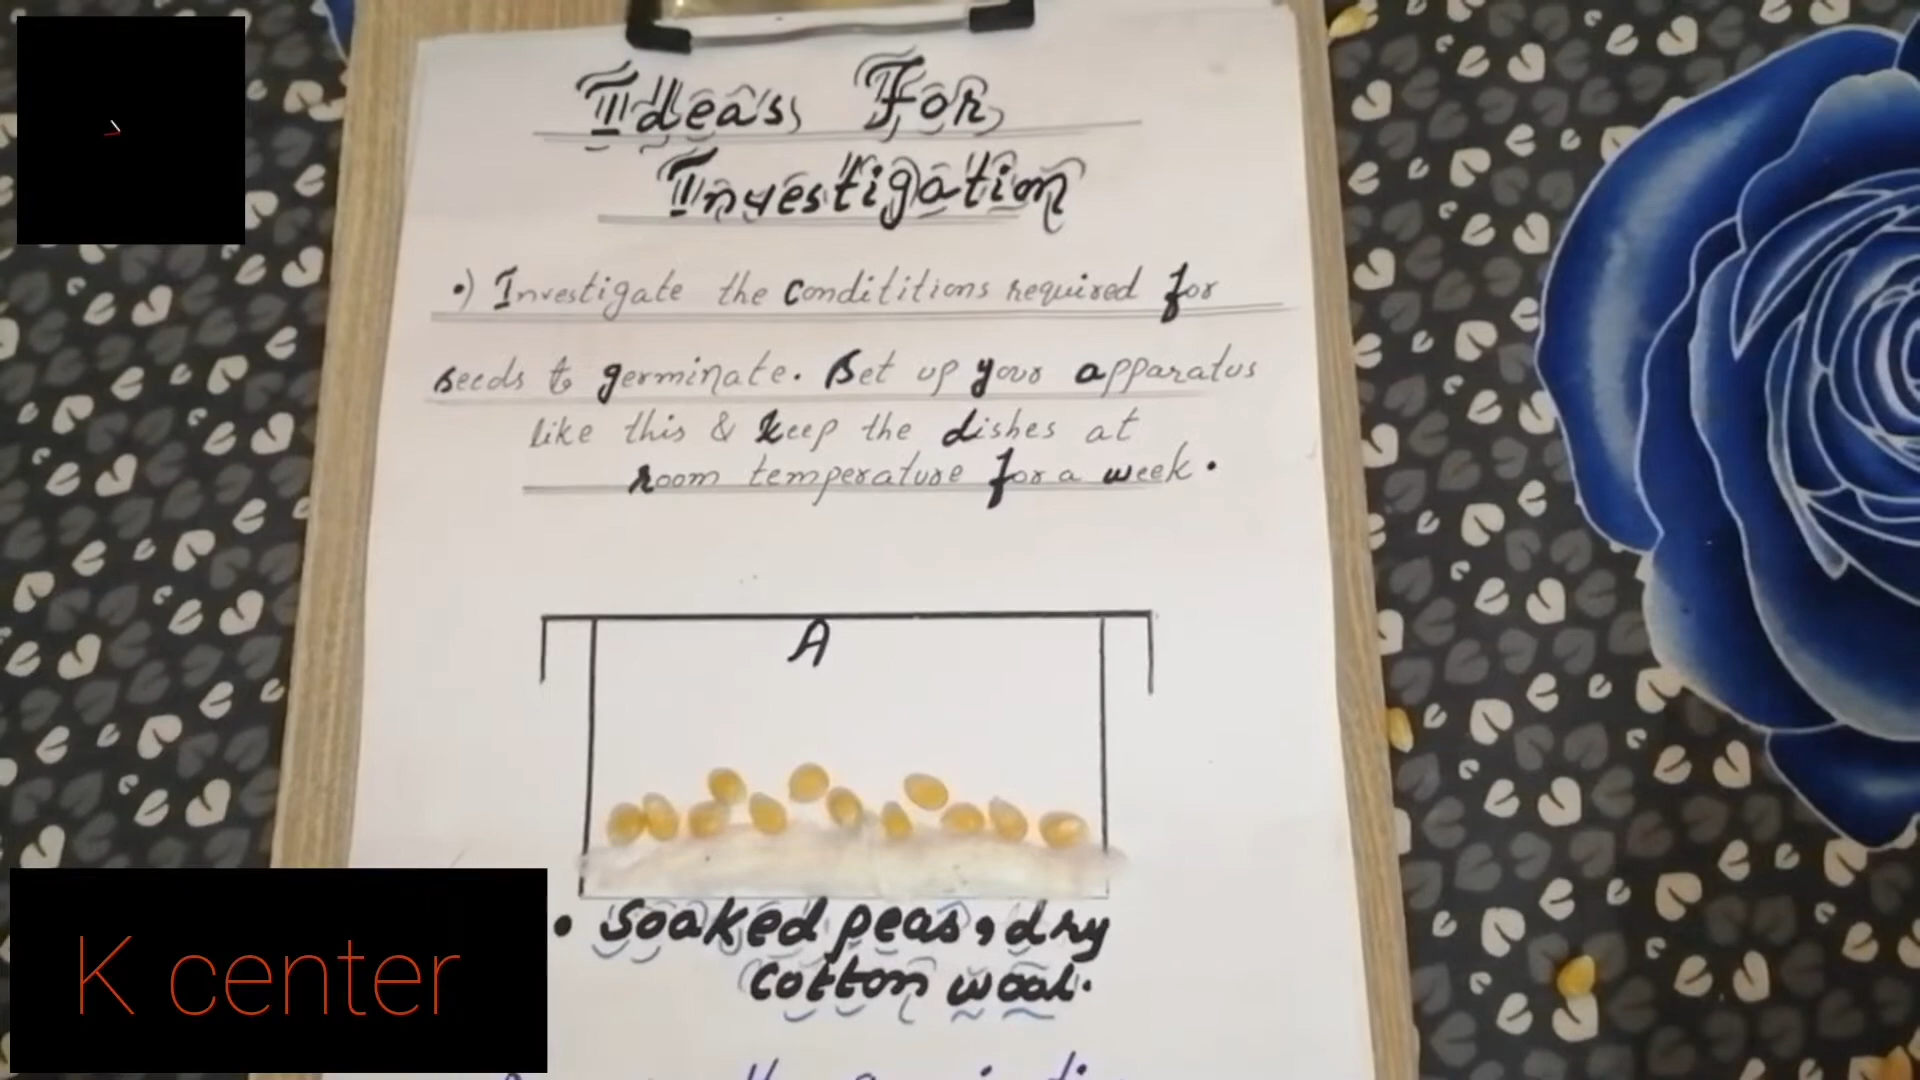 Ideas For
Investigation
•) Investigate the Condititions required for
seeds to germinate. Set up your apparatus
like this & keep the dishes at
room temperature for a week.
A
• Soaked peas, dry
cotton wool.
K center